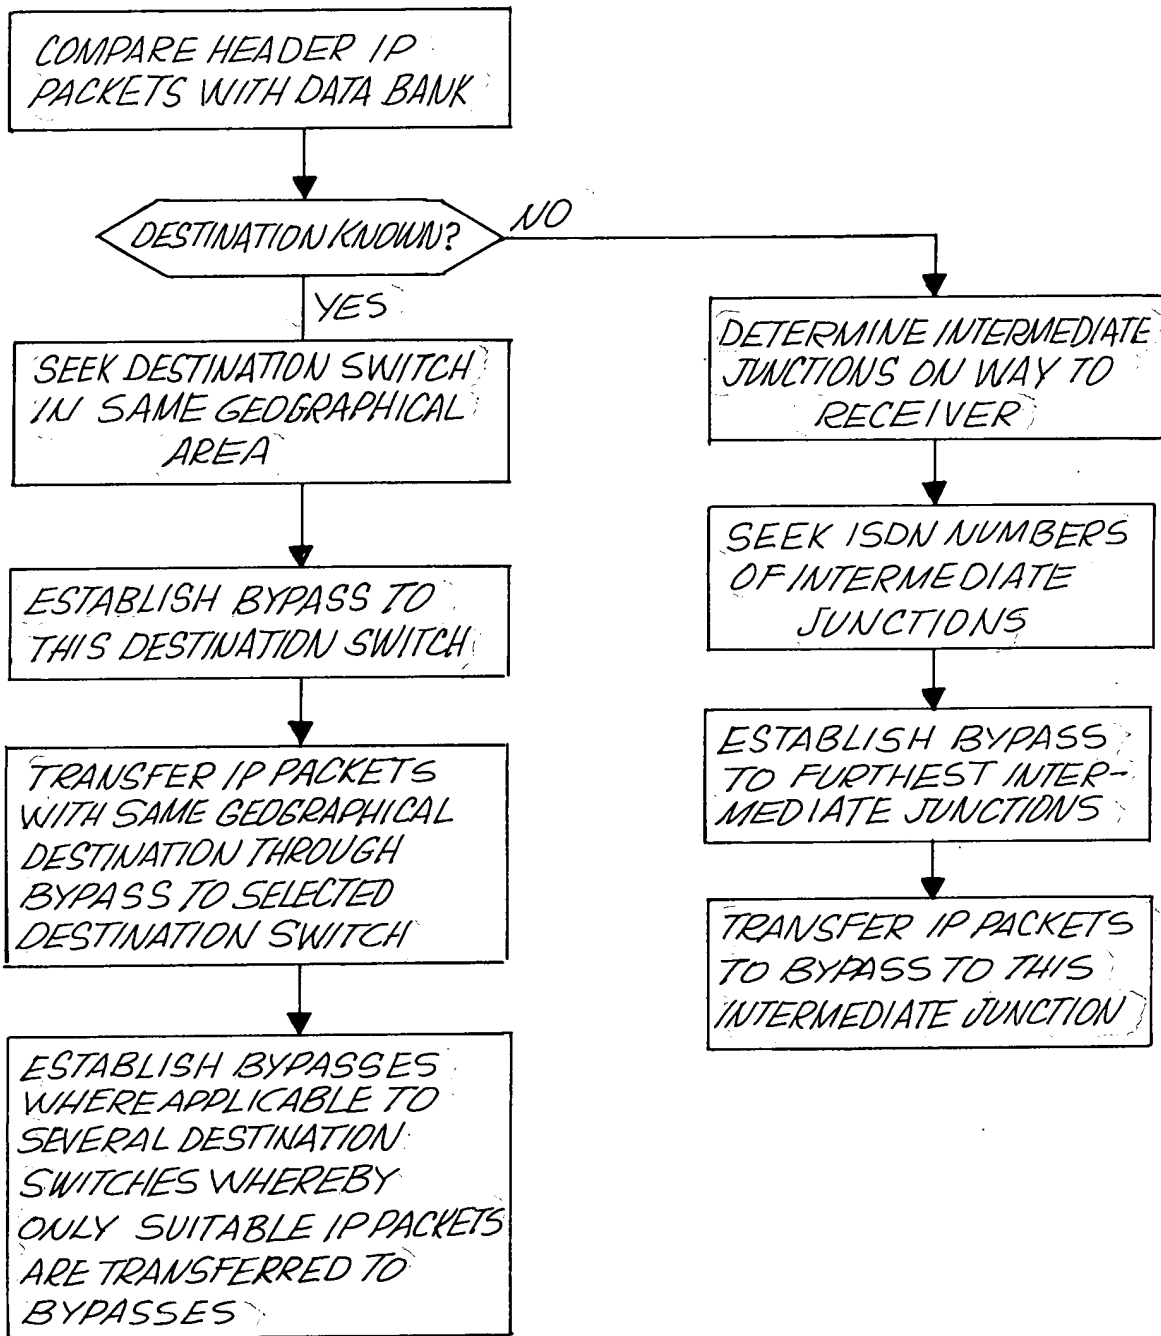 COMPARE HEADER IP
PACKETS WITH DATA BANK
DESTINATION KNOWN?
NO
YES
SEEK DESTINATION SWITCH
IN SAME GEOGRAPHICAL
AREA
ESTABLISH BYPASS TO
THIS DESTINATION SWITCH
TRANSFER IP PACKETS
WITH SAME GEOGRAPHICAL
DESTINATION THROUGH
BYPASS TO SELECTED
DESTINATION SWITCH
ESTABLISH BYPASSES
WHERE APPLICABLE TO
SEVERAL DESTINATION
SWITCHES WHEREBY
ONLY SUITABLE IP PACKETS
ARE TRANSFERRED TO
BYPASSES
DETERMINE INTERMEDIATE
JUNCTIONS ON WAY TO
RECEIVER
SEEK ISDN NUMBERS
OF INTERMEDIATE
JUNCTIONS
ESTABLISH BYPASS
TO FURTHEST INTER-
MEDIATE JUNCTIONS
TRANSFER IP PACKETS
TO BYPASS TO THIS
INTERMEDIATE JUNCTION